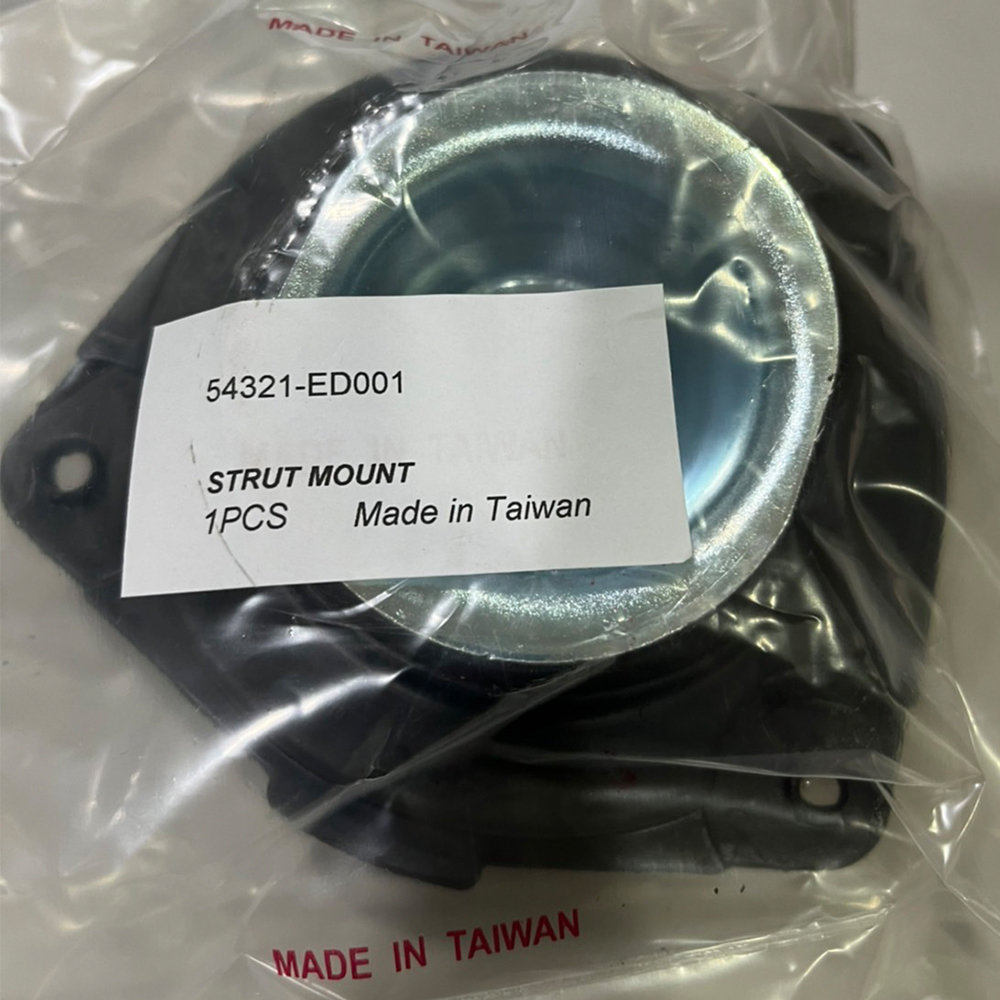 MADE IN TAIWAN
54321-ED001
STRUT MOUNT
1PCS Made in Taiwan
MADE IN TAIWAN